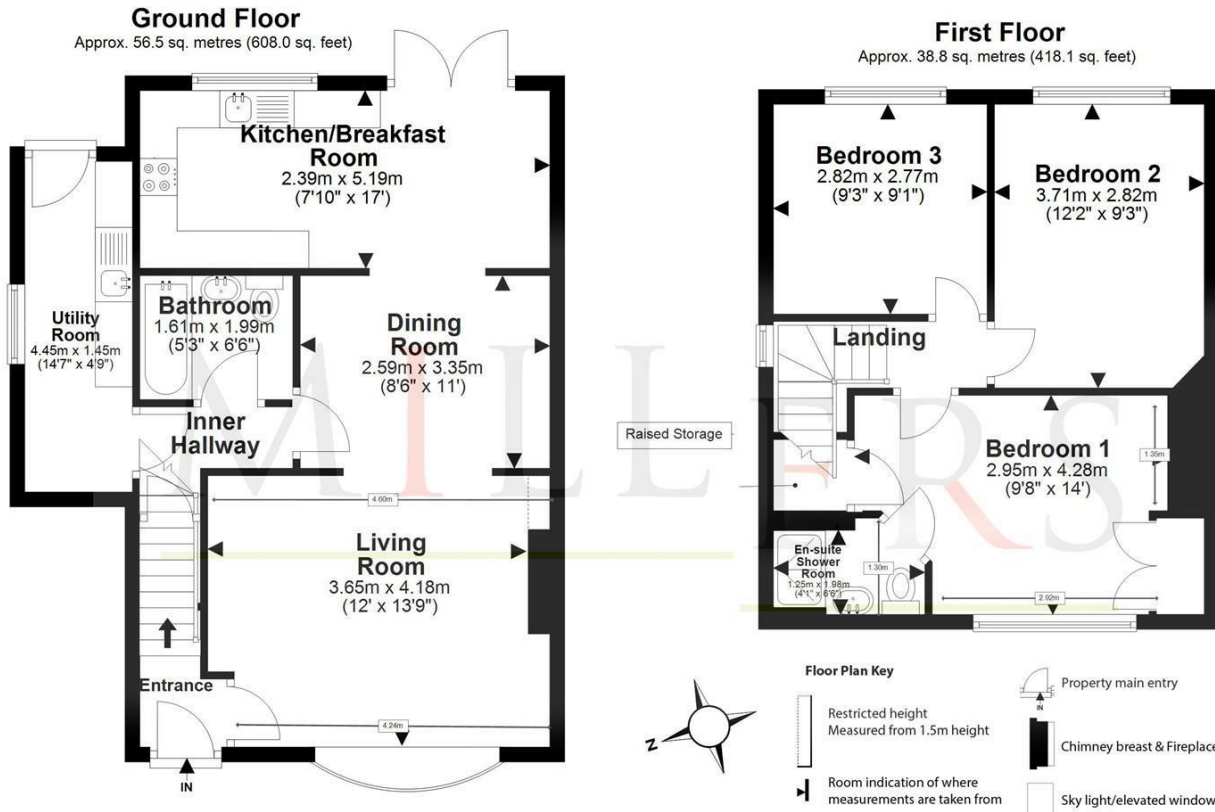 Ground Floor
Approx. 56.5 sq. metres (608.0 sq. feet)
Kitchen/Breakfast
Room
2.39m x 5.19m
(7'10" x 17')
Utility
Room
4.45m x 1.45m
(14'7" x 4'9")
Bathroom
1.61m x 1.99m
(5'3" x 6'6")
Dining
Room
2.59m x 3.35m
(8'6" x 11')
Inner
Hallway
4.60m
Living
Room
3.65m x 4.18m
(12' x 13'9")
Entrance
4.24m
IN
First Floor
Approx. 38.8 sq. metres (418.1 sq. feet)
Bedroom 3
2.82m x 2.77m
(9'3" x 9'1")
Bedroom 2
3.71m x 2.82m
(12'2" x 9'3")
Landing
Raised Storage
Bedroom 1
2.95m x 4.28m
(9'8" x 14')
1.35m
En-suite
Shower
Room
1.25m x 1.98m
(4'1" x 6'6")
1.30m
2.92m
MILLERS
N
Floor Plan Key
Restricted height
Measured from 1.5m height
Room indication of where
measurements are taken from
Property main entry
IN
Chimney breast & Fireplace
Sky light/elevated window